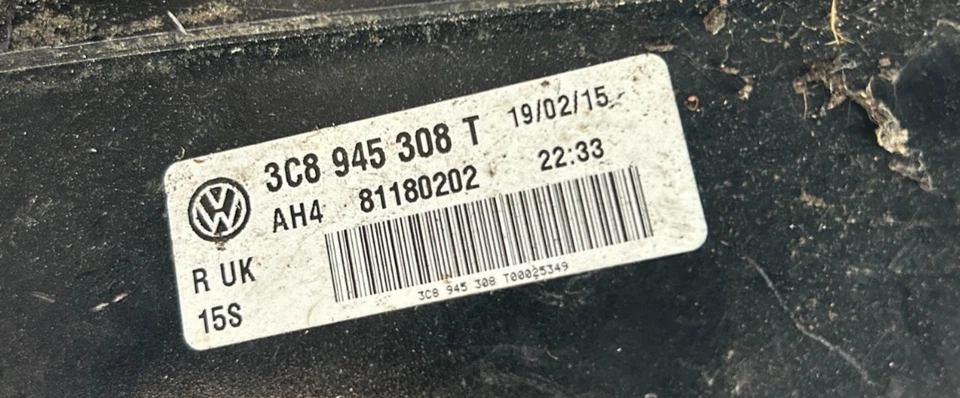 3C8 945 308 T 19/02/15
AH4 81180202 22:33
R UK
15S
3C8 945 308 T00025349